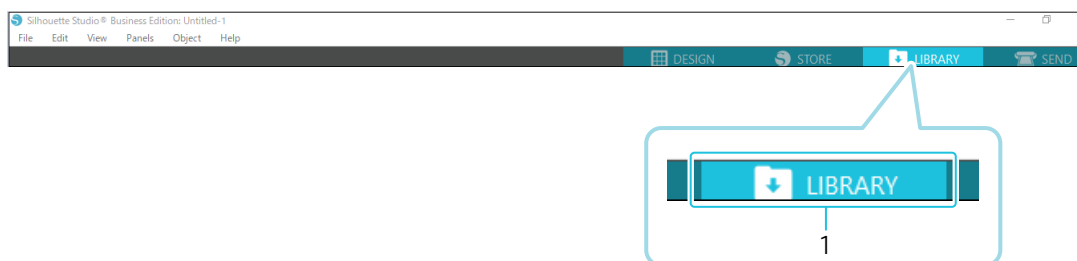 Silhouette Studio® Business Edition: Untitled-1
File Edit View Panels Object Help
DESIGN STORE LIBRARY SEND
LIBRARY
1